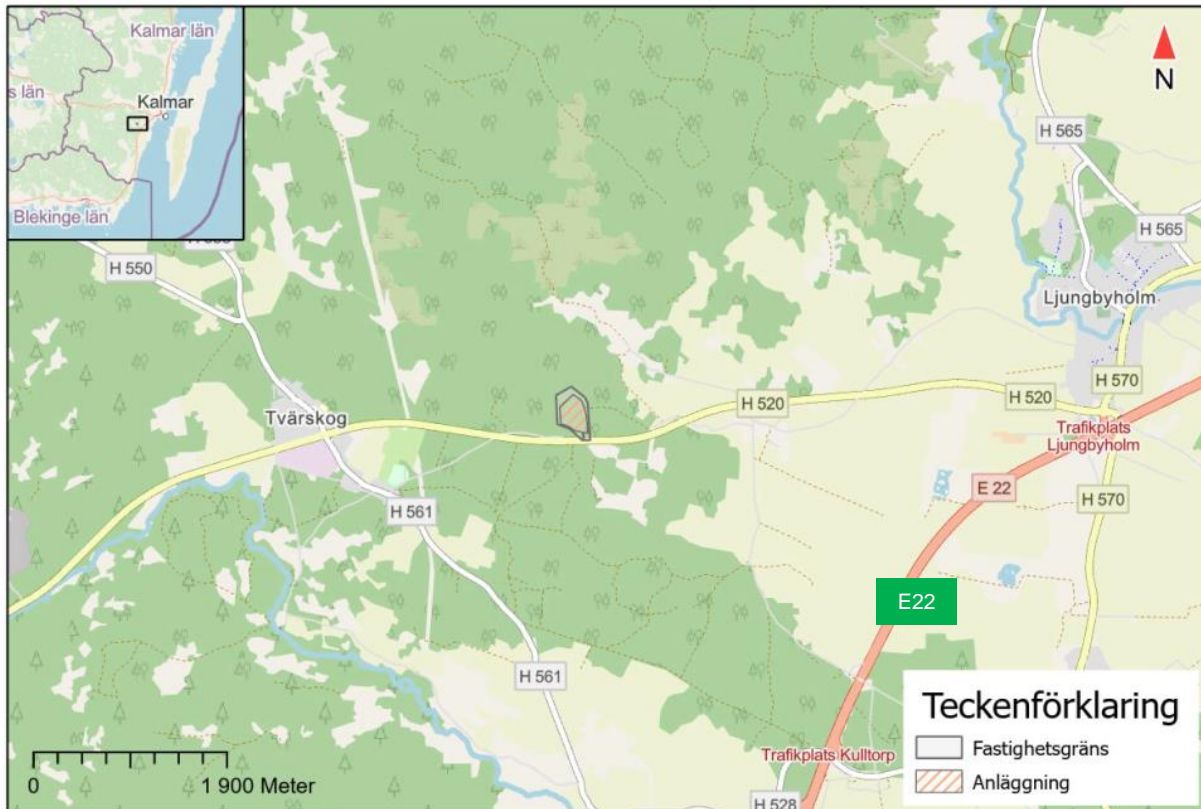 Kalmar län
s län
Kalmar
Blekinge län
N
H 565
H 565
H 550
Ljungbyholm
H 570
H 520
H 520
Tvärskog
Trafikplats
Ljungbyholm
E 22
H 570
H 561
E22
H 561
Teckenförklaring
Fastighetsgräns
Anläggning
Trafikplats Kulltorp
0
1 900 Meter
H 528